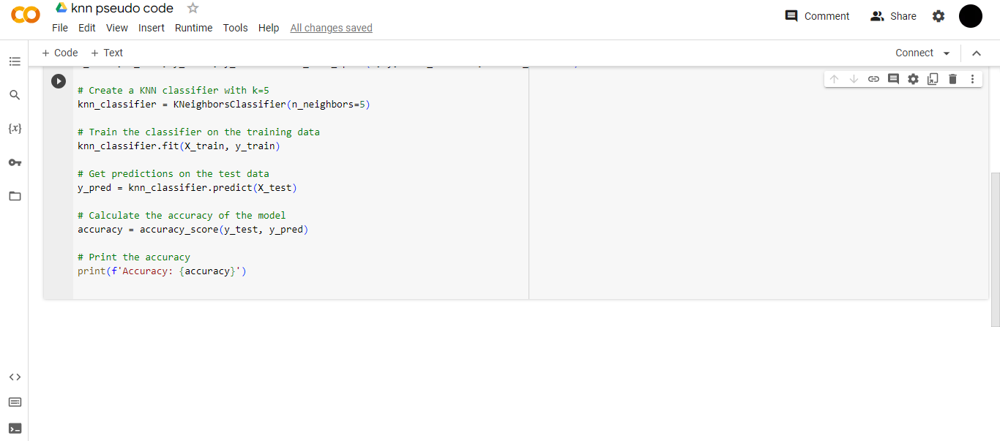 knn pseudo code
Comment
Share
File Edit View Insert Runtime Tools Help All changes saved
+ Code + Text
Connect
# Create a KNN classifier with k=5
knn_classifier = KNeighborsClassifier(n_neighbors=5)
{x}
# Train the classifier on the training data
knn_classifier.fit(X_train, y_train)
# Get predictions on the test data
y_pred = knn_classifier.predict(X_test)
# Calculate the accuracy of the model
accuracy = accuracy_score(y_test, y_pred)
# Print the accuracy
print(f'Accuracy: {accuracy}')